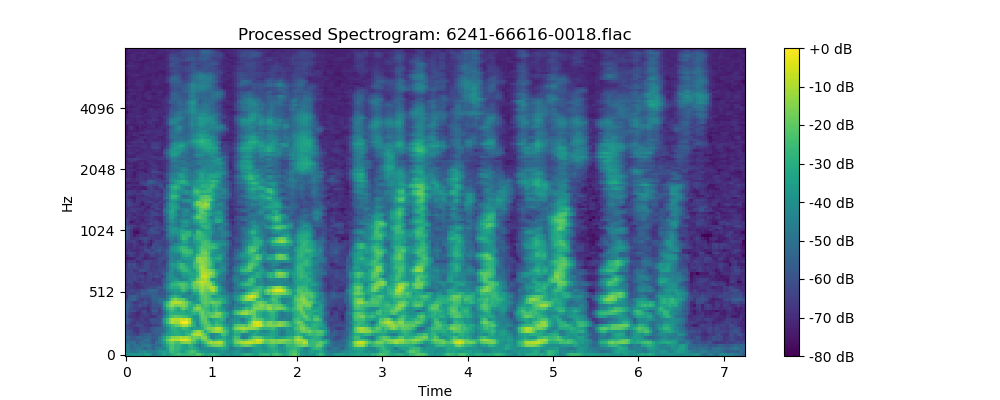 Processed Spectrogram: 6241-66616-0018.flac
Hz
4096
2048
1024
512
0
0 1 2 3 4 5 6 7
Time
+0 dB
-10 dB
-20 dB
-30 dB
-40 dB
-50 dB
-60 dB
-70 dB
-80 dB